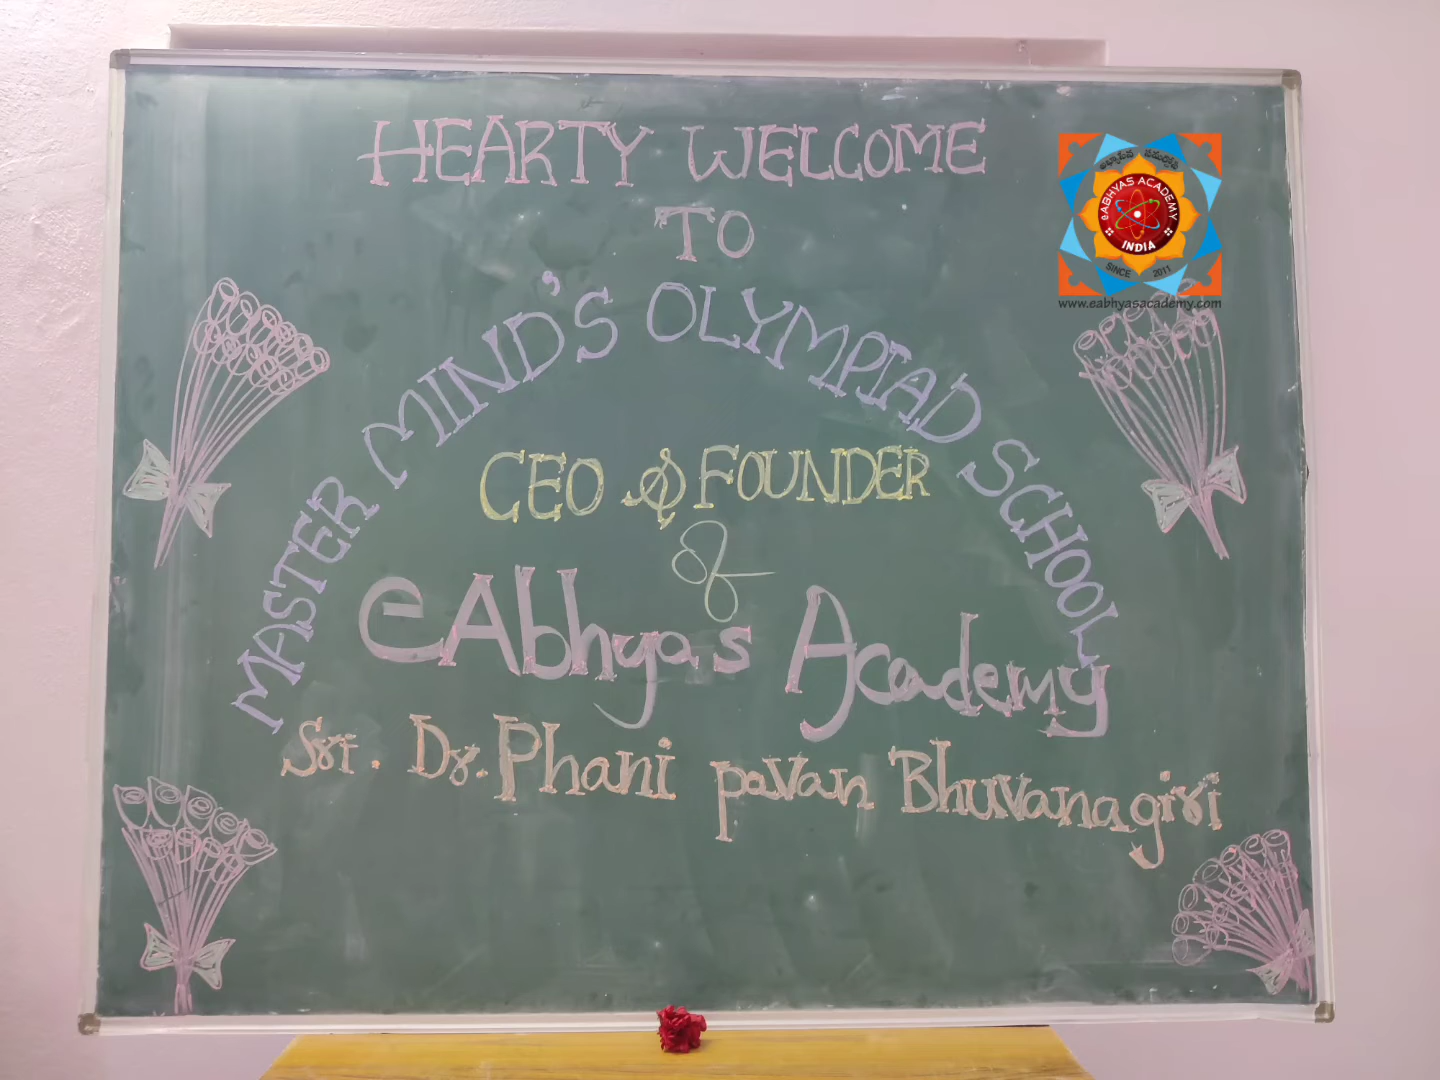 HEARTY WELCOME
TO
MASTER MIND'S OLYMPIAD SCHOOL
CEO & FOUNDER
of
eAbhyas Academy
Sri. Dr. Phani pavan Bhuvanagiri
eABHYAS ACADEMY
INDIA
SINCE 2011
www.eabhyasacademy.com